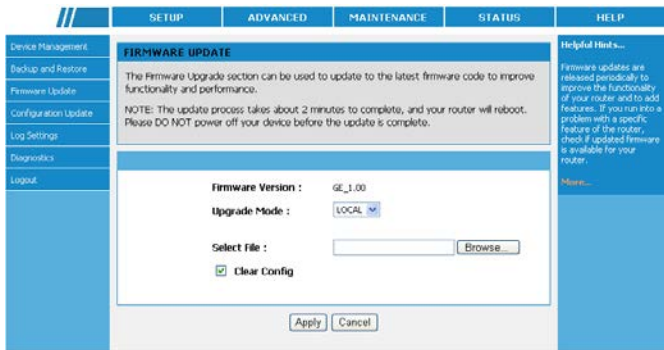 SETUP
ADVANCED
MAINTENANCE
STATUS
HELP
Device Management
Backup and Restore
Firmware Update
Configuration Update
Log Settings
Diagnostics
Logout
FIRMWARE UPDATE
The Firmware Upgrade section can be used to update to the latest firmware code to improve
functionality and performance.
NOTE: The update process takes about 2 minutes to complete, and your router will reboot.
Please DO NOT power off your device before the update is complete.
Firmware Version : GE_1.00
Upgrade Mode : LOCAL
Select File : Browse...
Clear Config
Apply Cancel
Helpful Hints...
Firmware updates are
released periodically to
improve the functionality
of your router and to add
features. If you run into a
problem with a specific
feature of the router,
check if updated firmware
is available for your
router.
More...